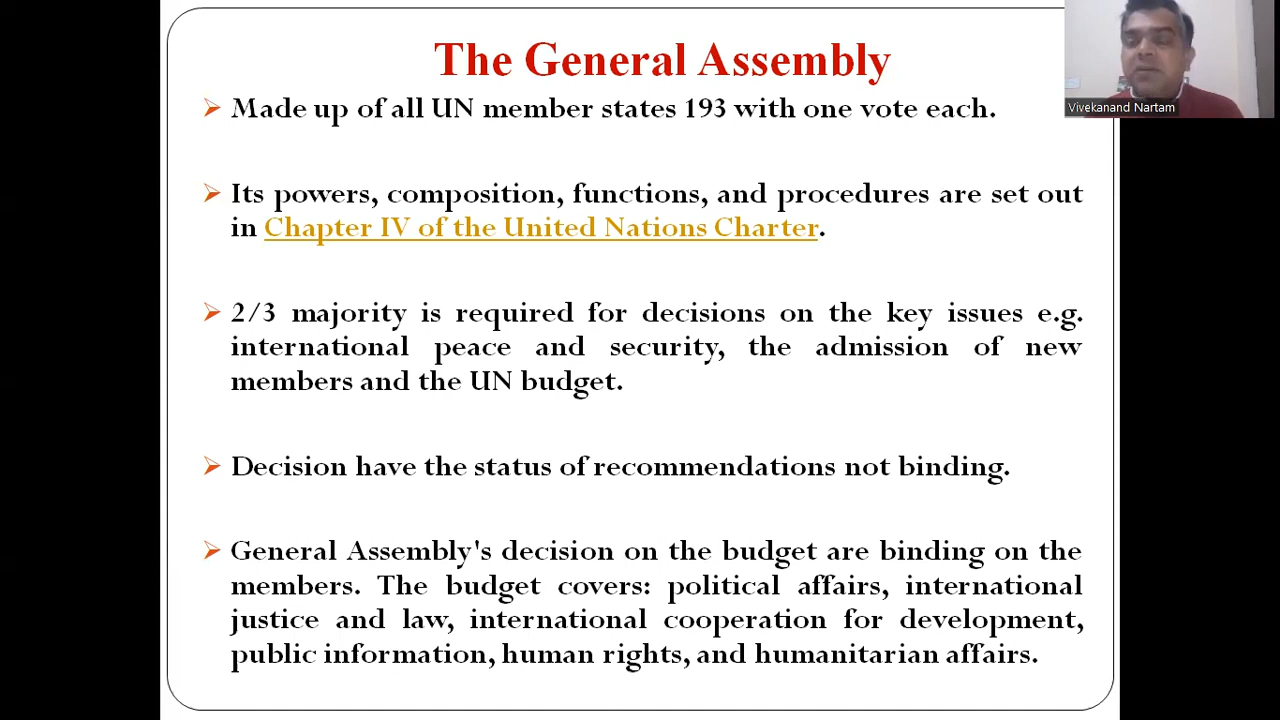 The General Assembly
Made up of all UN member states 193 with one vote each.
Its powers, composition, functions, and procedures are set out
in Chapter IV of the United Nations Charter.
2/3 majority is required for decisions on the key issues e.g.
international peace and security, the admission of new
members and the UN budget.
Decision have the status of recommendations not binding.
General Assembly's decision on the budget are binding on the
members. The budget covers: political affairs, international
justice and law, international cooperation for development,
public information, human rights, and humanitarian affairs.
Vivekanand Nartam